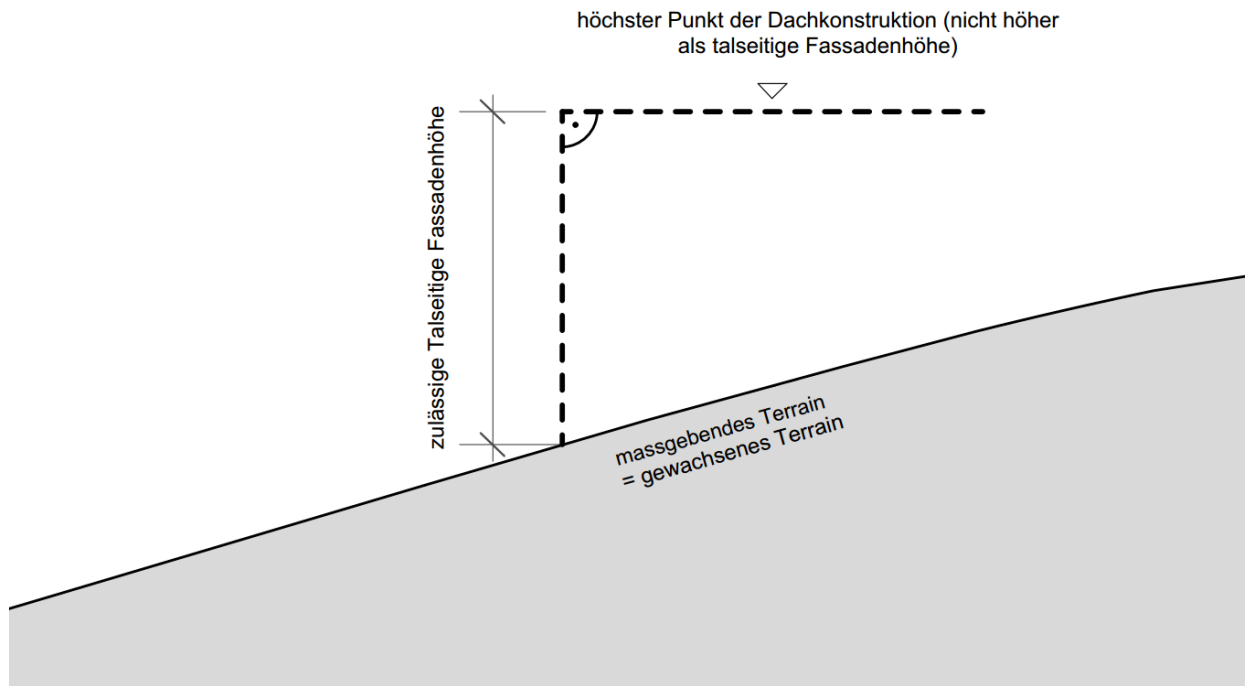 höchster Punkt der Dachkonstruktion (nicht höher
als talseitige Fassadenhöhe)
zulässige Talseitige Fassadenhöhe
massgebendes Terrain
= gewachsenes Terrain